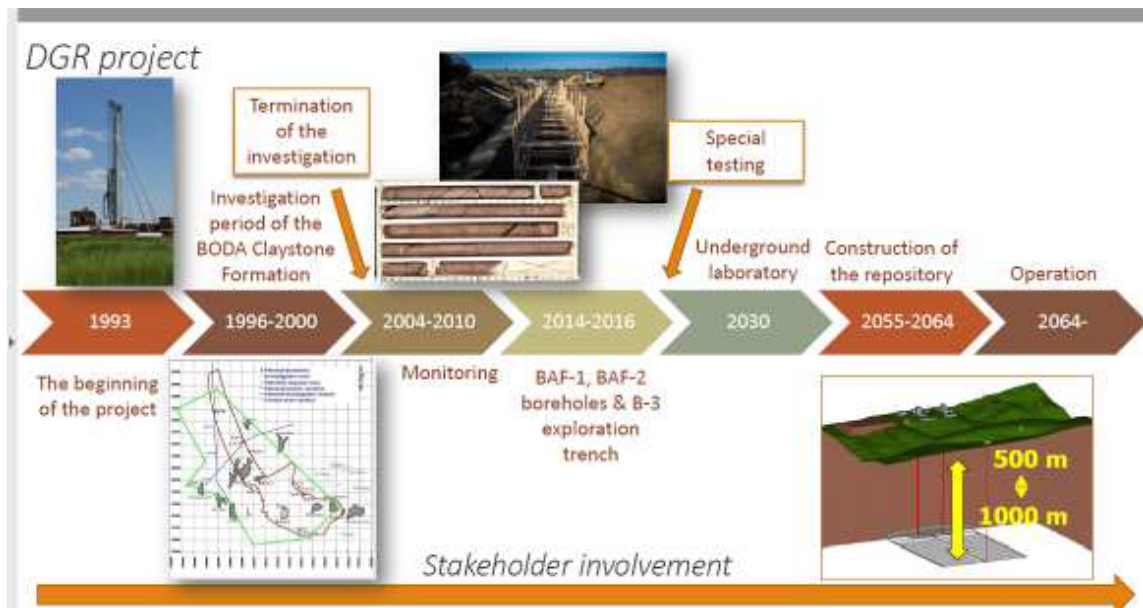 DGR project
Termination
of the
investigation
Special
testing
Investigation
period of the
BODA Claystone
Formation
Underground
laboratory
Construction of
the repository
Operation
1993
1996-2000
2004-2010
2014-2016
2030
2055-2064
2064-
The beginning
of the project
Monitoring
BAF-1, BAF-2
boreholes & B-3
exploration
trench
500 m
1000 m
Stakeholder involvement